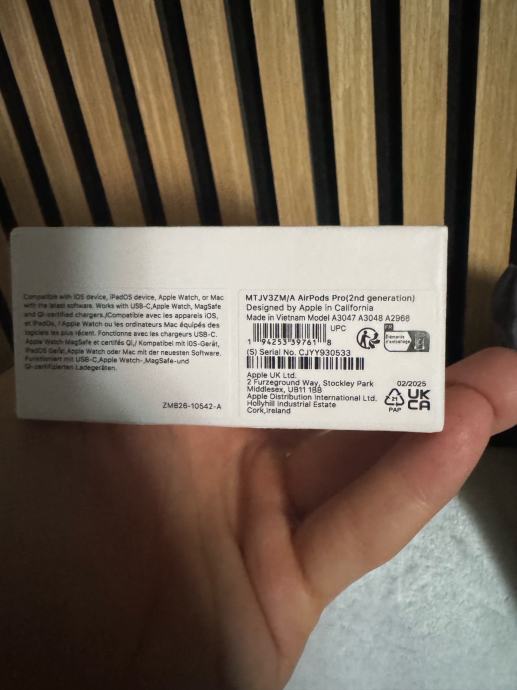 Compatible with iOS device, iPadOS device, Apple Watch, or Mac
with the latest software. Works with USB-C, Apple Watch, MagSafe
and Qi-certified chargers./Compatible avec les appareils iOS,
et iPadOs, l'Apple Watch ou les ordinateurs Mac équipés des
logiciels les plus récent. Fonctionne avec les chargeurs USB-C.
Apple Watch MagSafe et certifés Qi,/ Kompatibel mit iOS-Gerät,
iPadOS Gerät, Apple Watch oder Mac mit der neuesten Software.
Funktioniert mit USB-C,Apple Watch-,MagSafe-und
Qi-zertifizierten Ladegeräten.
ZM826-10542-A
MTJV3ZM/A AirPods Pro(2nd generation)
Designed by Apple in California
Made in Vietnam Model A3047 A3048 A2968
UPC
1 94253 39761 8
FR
Éléments
d'emballage
(S) Serial No. CJYY930533
Apple UK Ltd.
2 Furzeground Way, Stockley Park
Middlesex, UB11 1BB
Apple Distribution International Ltd.
Hollyhill Industrial Estate
Cork,Ireland
02/2025
21
PAP
UK
CA